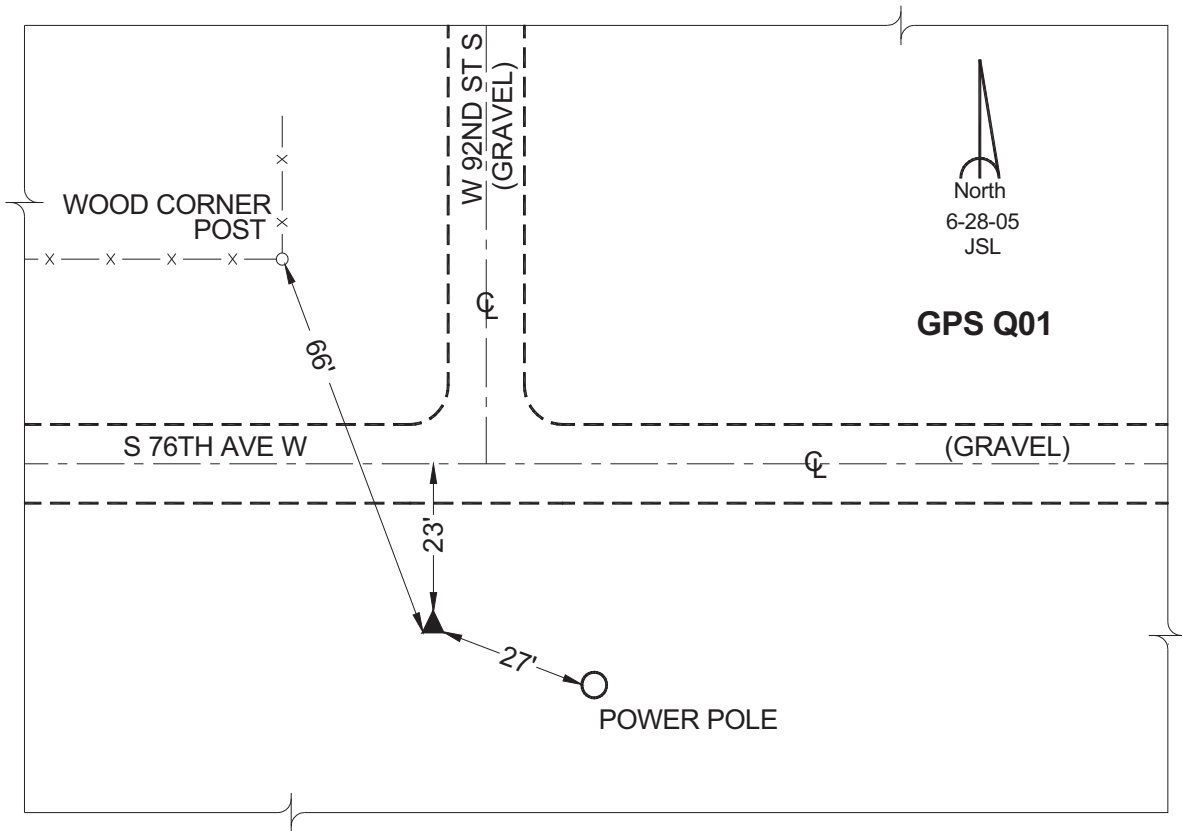 W 92ND ST S
(GRAVEL)
North
6-28-05
JSL
WOOD CORNER
POST
X
X
X
X
X
X
℄
GPS Q01
66'
S 76TH AVE W
(GRAVEL)
℄
23'
27'
POWER POLE